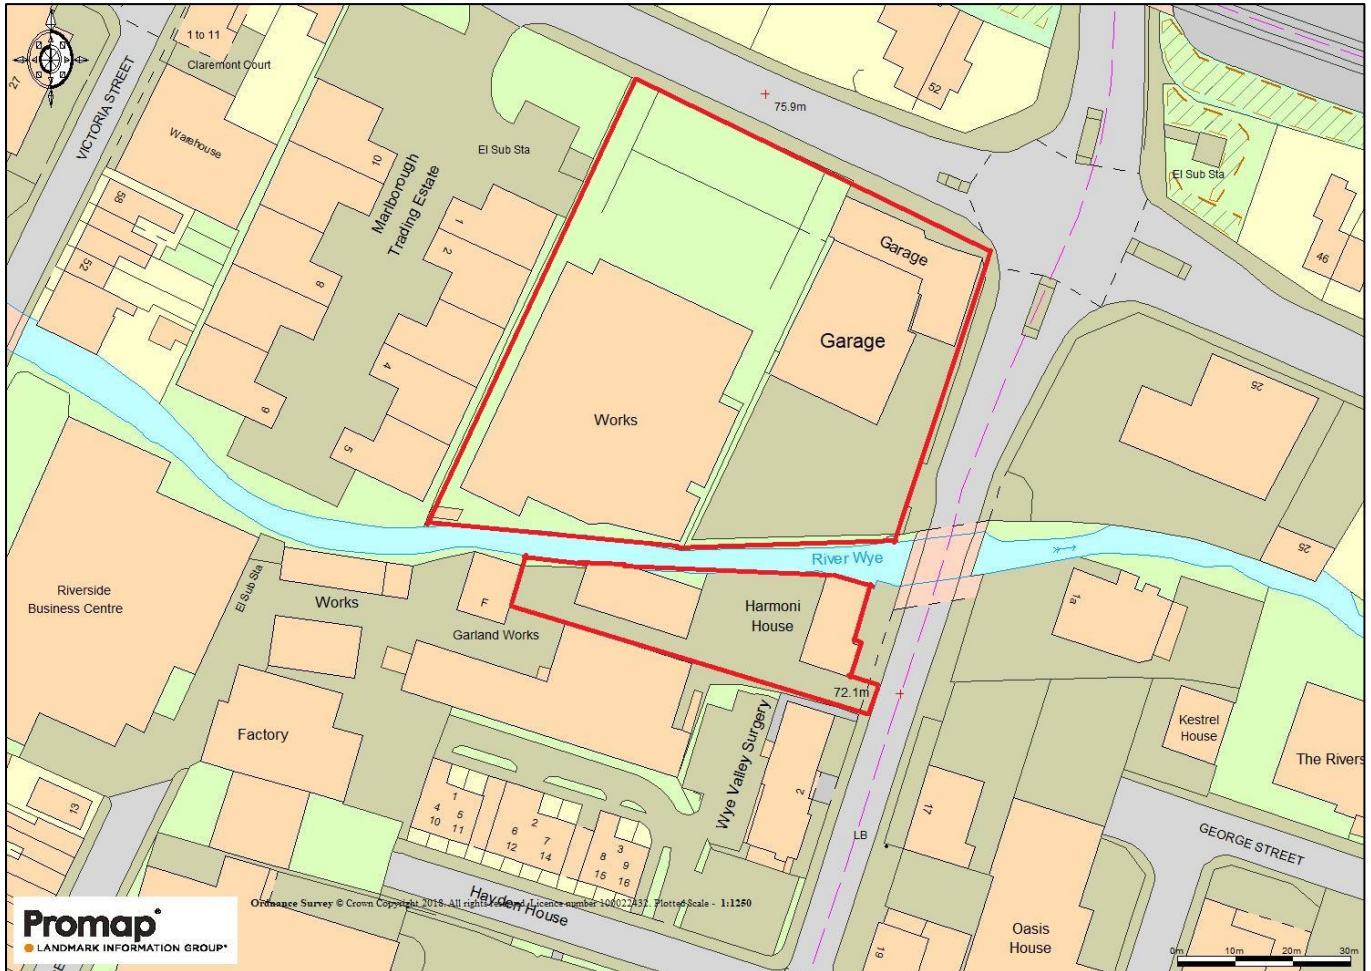 1 to 11
Claremont Court
27
VICTORIA STREET
Warehouse
58
52
10
Marlborough
Trading Estate
El Sub Sta
1
2
8
4
9
5
75.9m
52
El Sub Sta
46
Garage
Garage
Works
25
25
River Wye
Riverside
Business Centre
El Sub Sta
Works
F
Garland Works
Harmoni
House
1a
72.1m
Factory
Wye Valley Surgery
2
Kestrel
House
The Rivers
13
1
4 5
10 11
2
6 7
12 14
3
8 9
15 16
17
LB
GEORGE STREET
Hayden House
19
Oasis
House
Ordnance Survey © Crown Copyright 2018. All rights reserved. Licence number 100022432. Plotted Scale - 1:1250
Promap®
LANDMARK INFORMATION GROUP®
0m 10m 20m 30m